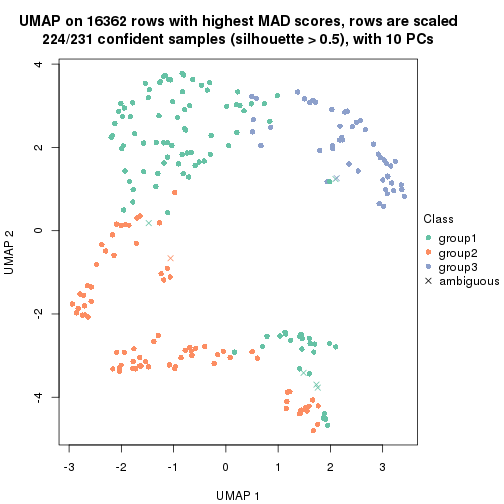 UMAP on 16362 rows with highest MAD scores, rows are scaled
224/231 confident samples (silhouette > 0.5), with 10 PCs
4
2
0
-2
-4
UMAP 2
-3 -2 -1 0 1 2 3
UMAP 1
Class
group1
group2
group3
ambiguous